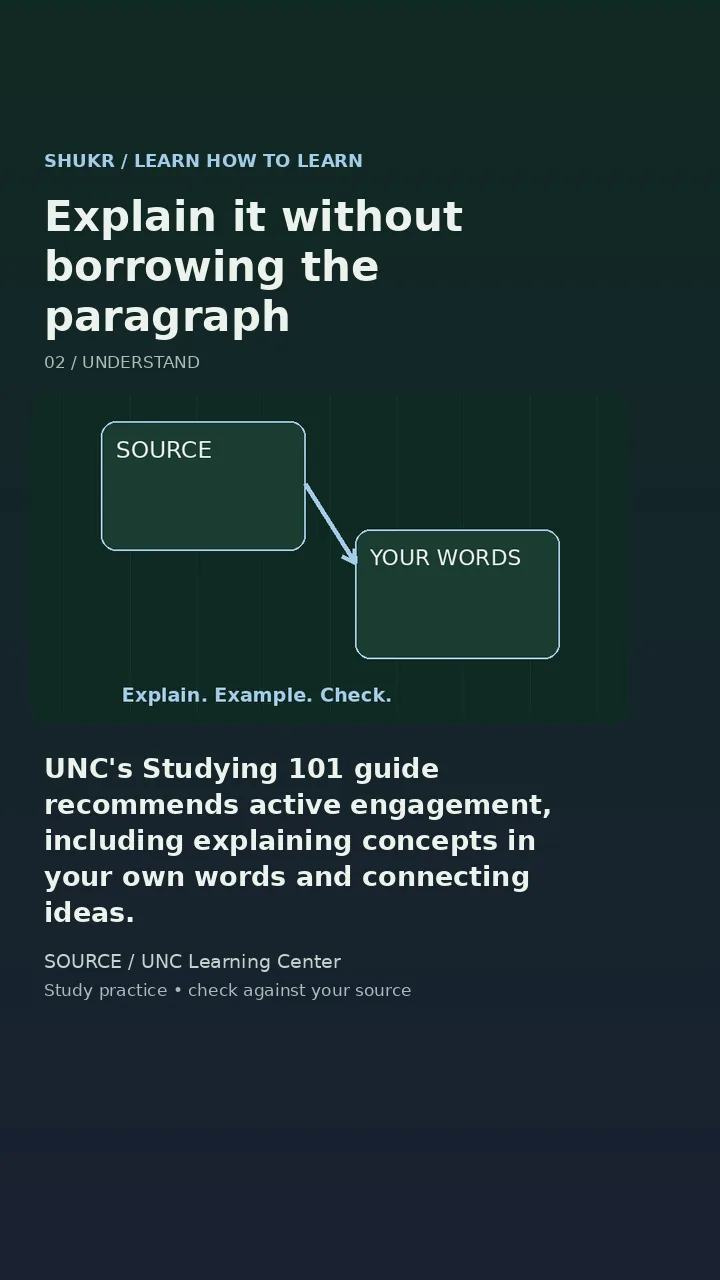 SHUKR / LEARN HOW TO LEARN
Explain it without
borrowing the
paragraph
02 / UNDERSTAND
SOURCE
YOUR WORDS
Explain. Example. Check.
UNC's Studying 101 guide
recommends active engagement,
including explaining concepts in
your own words and connecting
ideas.
SOURCE / UNC Learning Center
Study practice • check against your source